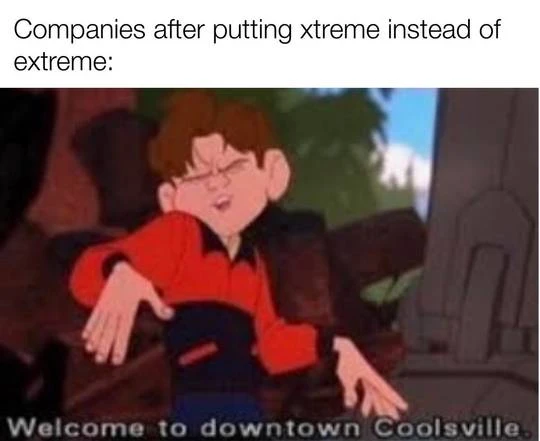 Companies after putting xtreme instead of
extreme:
Welcome to downtown Coolsville.